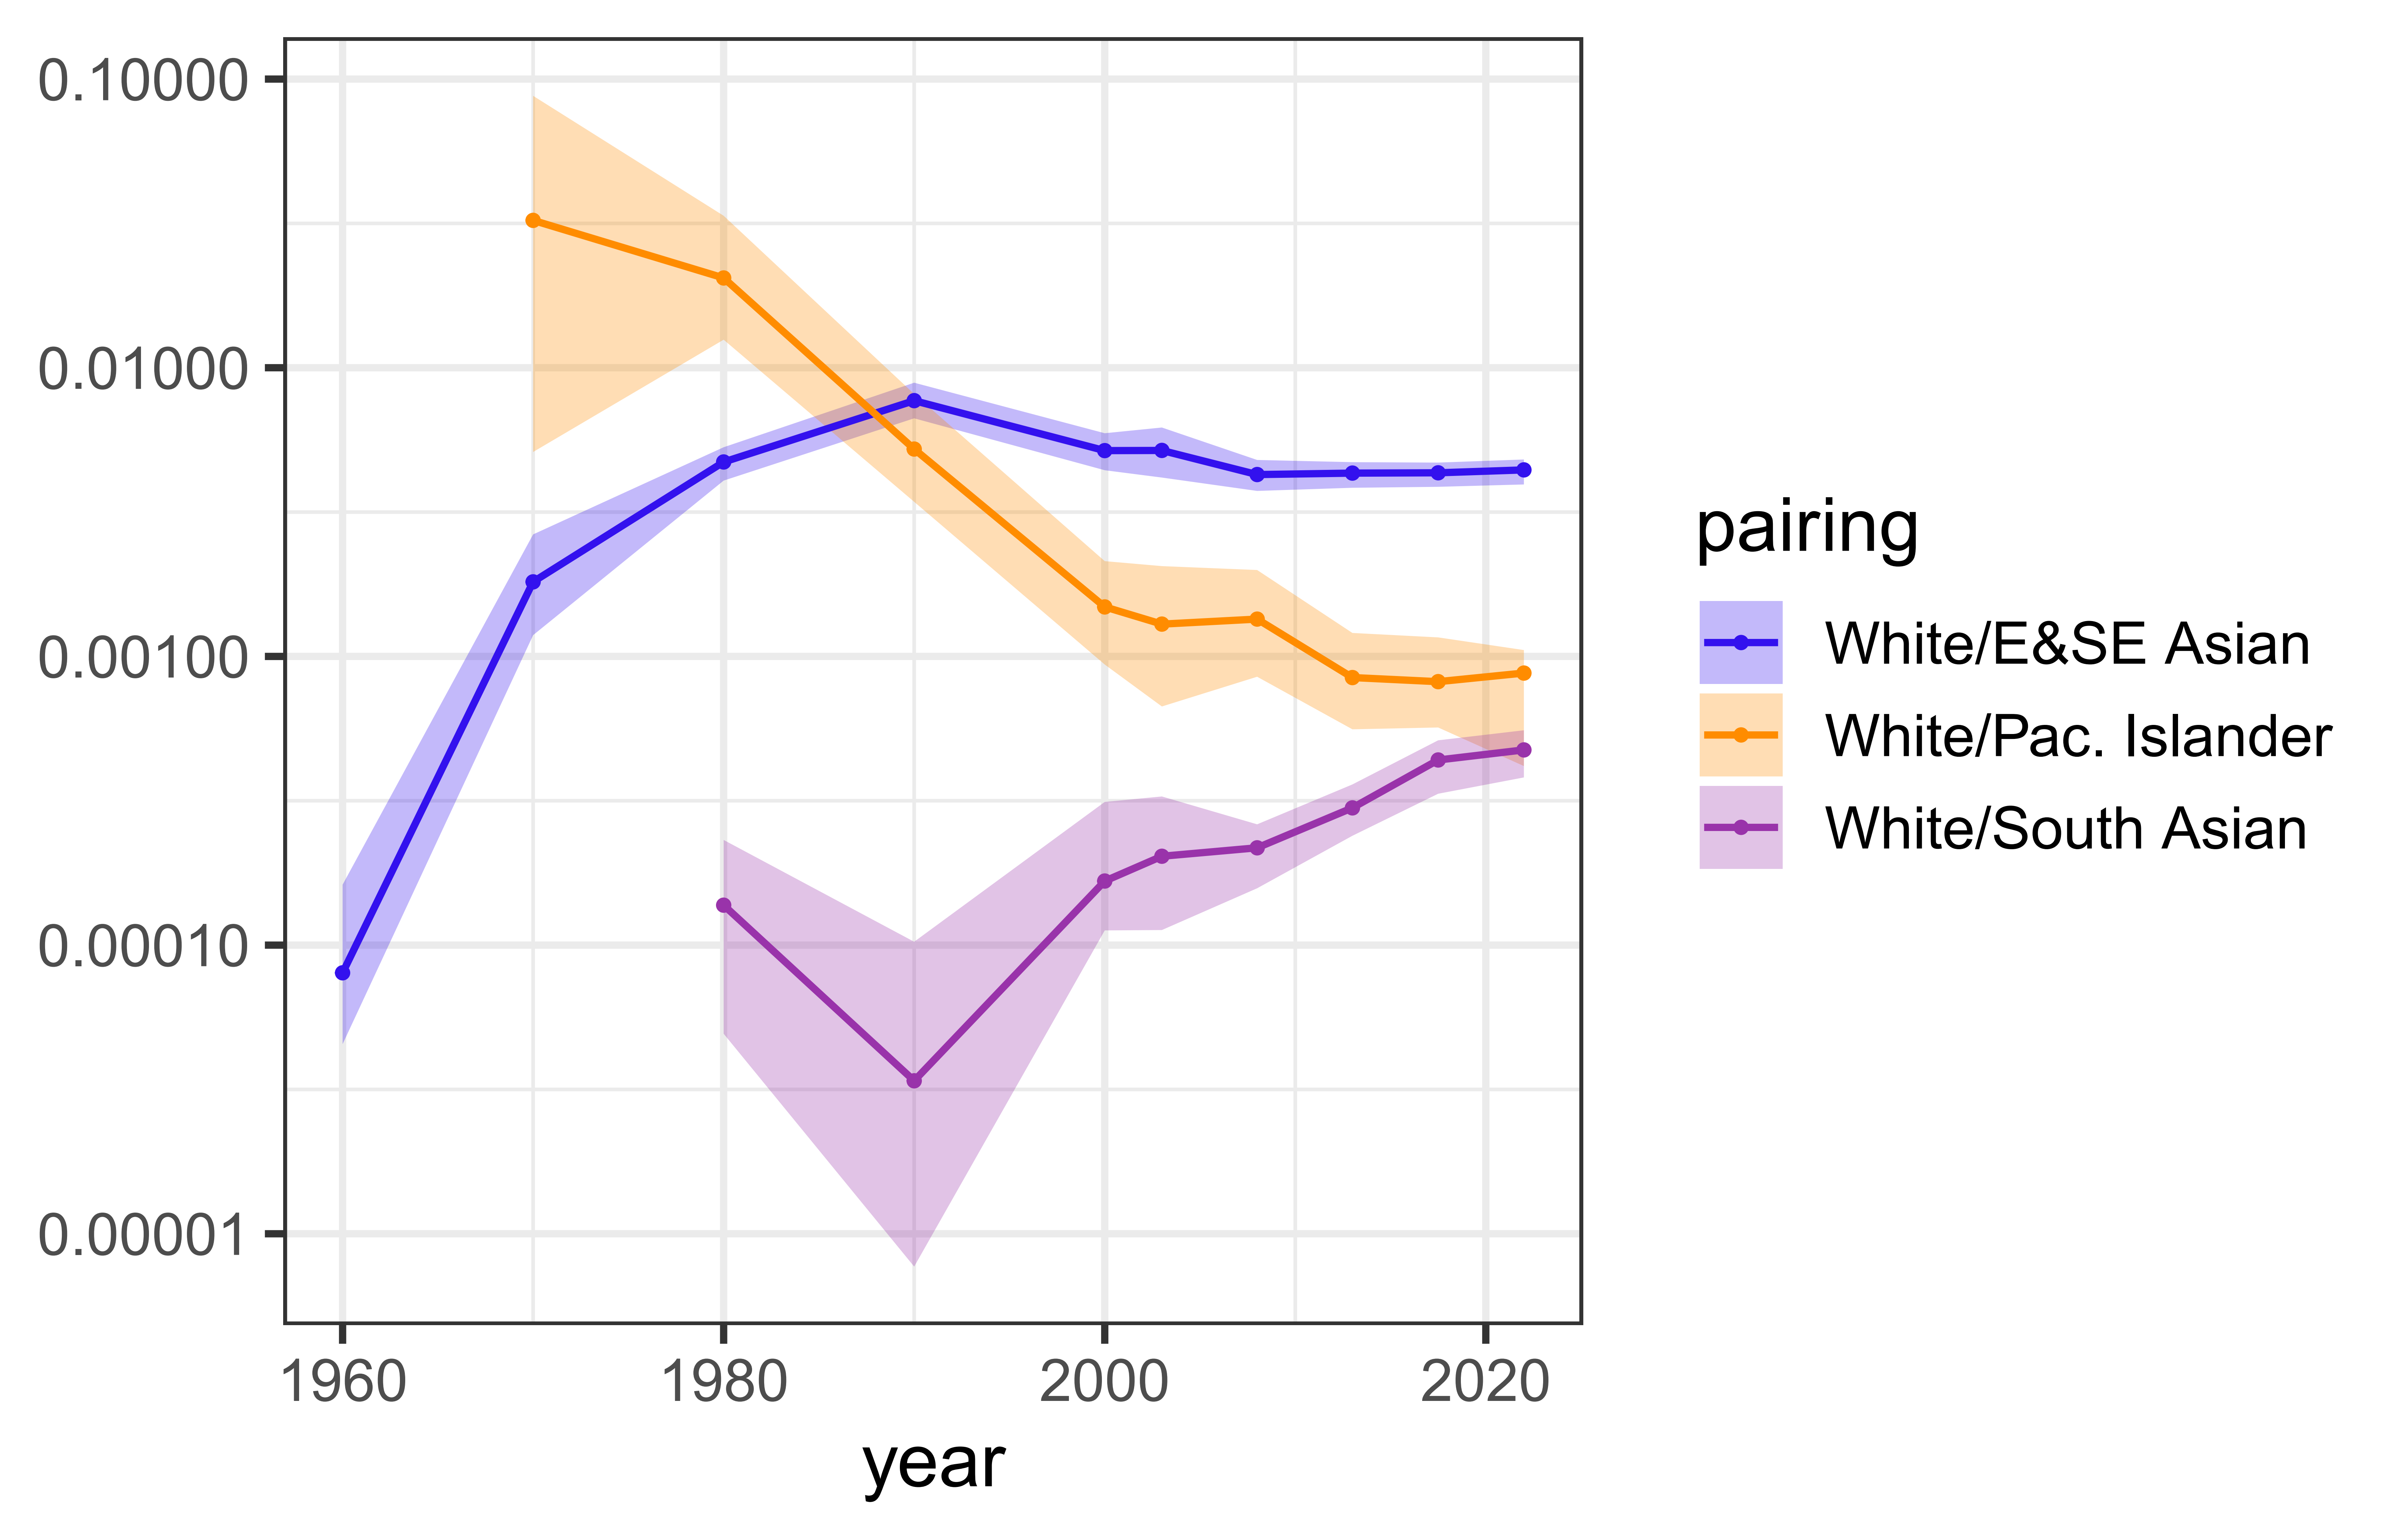 0.10000
0.01000
0.00100
0.00010
0.00001
1960 1980 2000 2020
year
pairing
White/E&SE Asian
White/Pac. Islander
White/South Asian